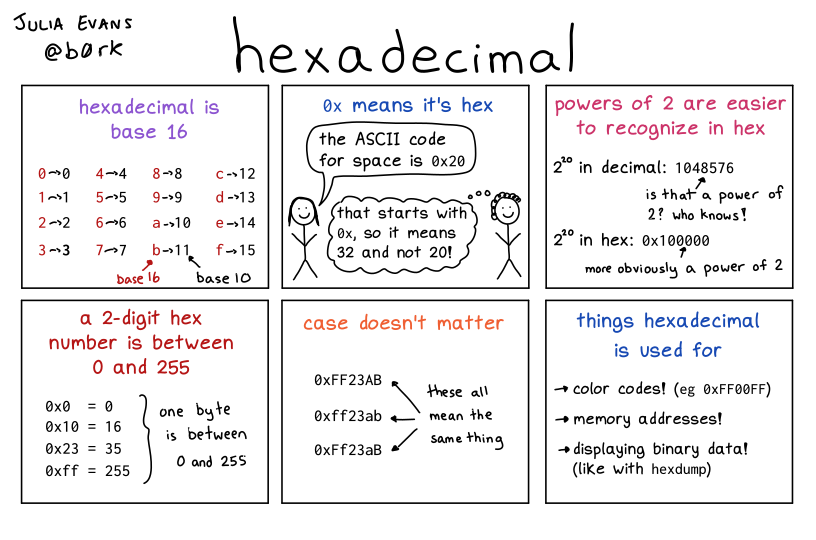 JULIA EVANS
@b0rk
hexadecimal
hexadecimal is
base 16
0→0 4→4 8→8 c→12
1→1 5→5 9→9 d→13
2→2 6→6 a→10 e→14
3→3 7→7 b→11 f→15
base 16 base 10
0x means it's hex
the ASCII code
for space is 0x20
that starts with
0x, so it means
32 and not 20!
powers of 2 are easier
to recognize in hex
2²⁰ in decimal: 1048576
is that a power of
2? who knows!
2²⁰ in hex: 0x100000
more obviously a power of 2
a 2-digit hex
number is between
0 and 255
0x0 = 0
0x10 = 16
0x23 = 35
0xff = 255
one byte
is between
0 and 255
case doesn't matter
0xFF23AB
0xff23ab
0xFf23aB
these all
mean the
same thing
things hexadecimal
is used for
→ color codes! (eg 0xFF00FF)
→ memory addresses!
→ displaying binary data!
(like with hexdump)